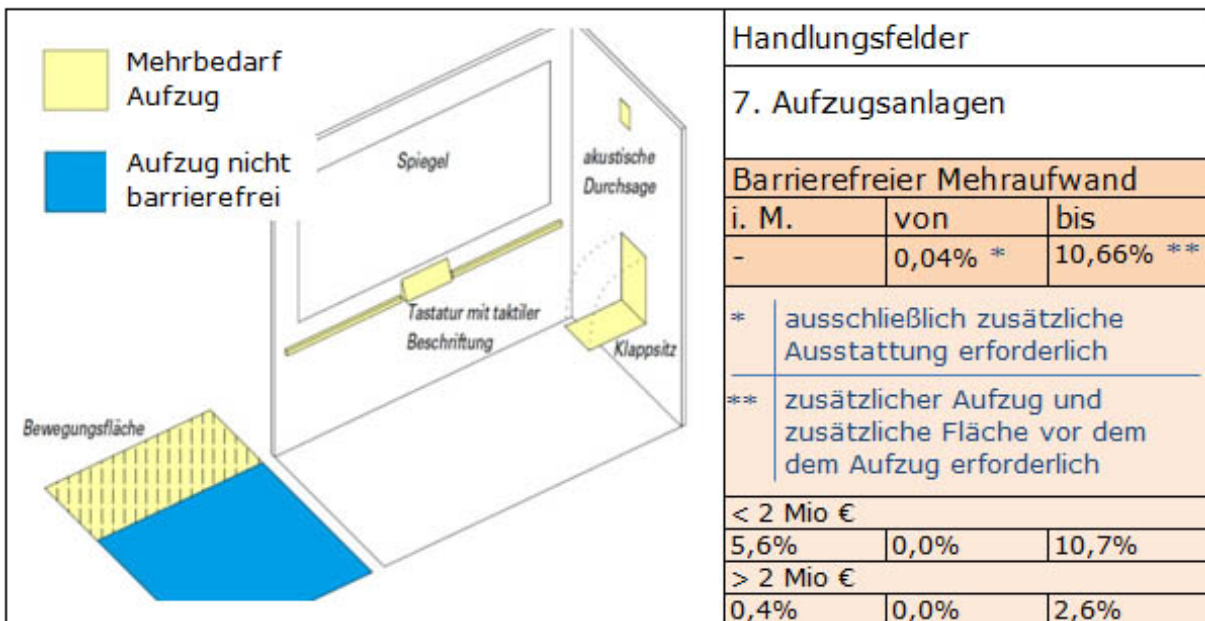 Mehrbedarf
Aufzug
Aufzug nicht
barrierefrei
Spiegel
akustische
Durchsage
Tastatur mit taktiler
Beschriftung
Klappsitz
Bewegungsfläche
Handlungsfelder
7. Aufzugsanlagen
Barrierefreier Mehraufwand
i. M. von bis
- 0,04% * 10,66% **
* ausschließlich zusätzliche
Ausstattung erforderlich
** zusätzlicher Aufzug und
zusätzliche Fläche vor dem
dem Aufzug erforderlich
< 2 Mio €
5,6% 0,0% 10,7%
> 2 Mio €
0,4% 0,0% 2,6%